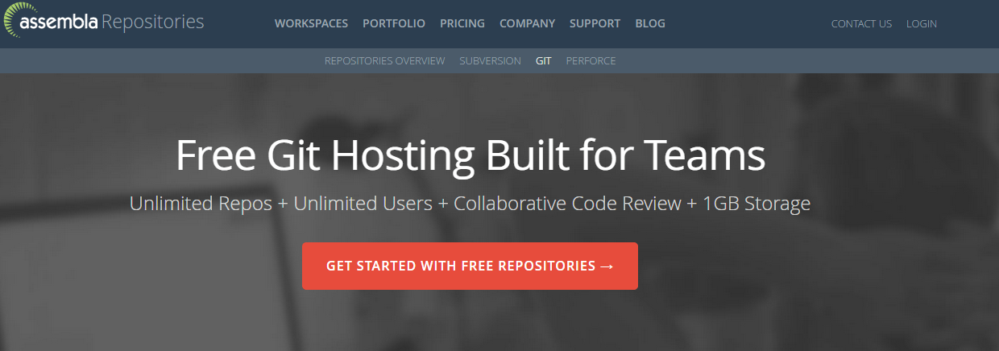 assembla Repositories
WORKSPACES PORTFOLIO PRICING COMPANY SUPPORT BLOG CONTACT US LOGIN
REPOSITORIES OVERVIEW SUBVERSION GIT PERFORCE
Free Git Hosting Built for Teams
Unlimited Repos + Unlimited Users + Collaborative Code Review + 1GB Storage
GET STARTED WITH FREE REPOSITORIES →